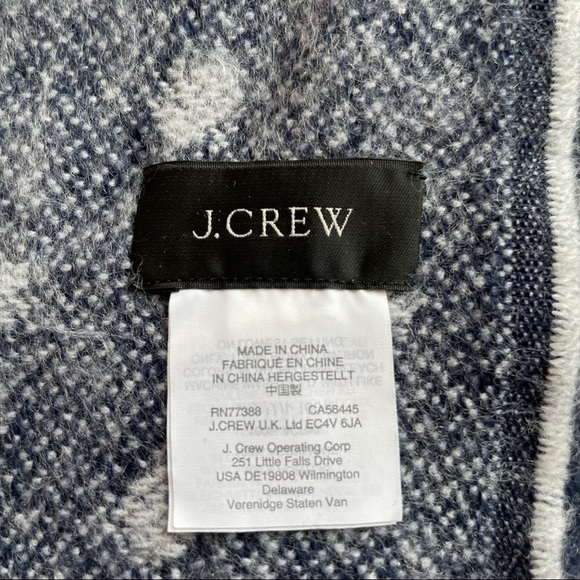 J.CREW
MADE IN CHINA
FABRIQUÉ EN CHINE
IN CHINA HERGESTELLT
中国製
RN77388 CA56445
J.CREW U.K. Ltd EC4V 6JA
J. Crew Operating Corp
251 Little Falls Drive
USA DE19808 Wilmington
Delaware
Verenidge Staten Van